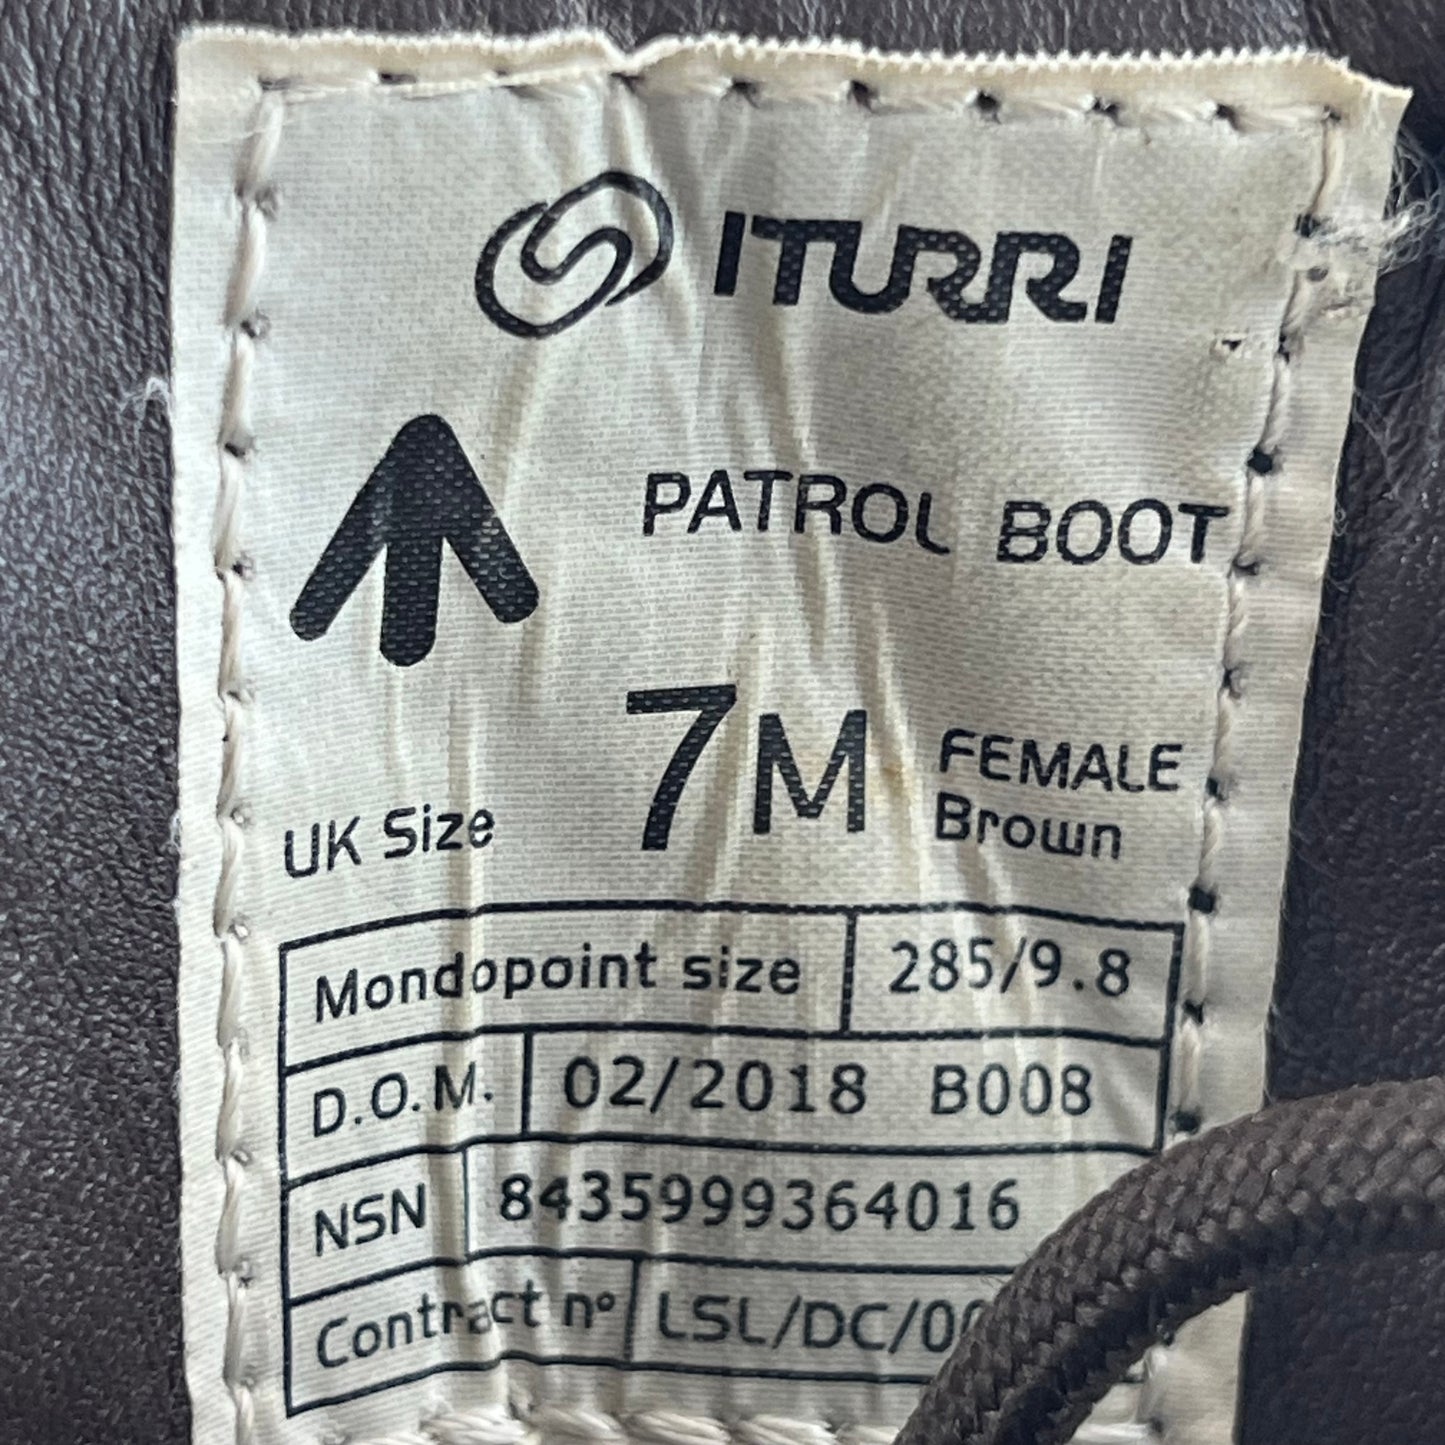 ITURRI
PATROL BOOT
UK Size 7M FEMALE
Brown
Mondopoint size 285/9.8
D.O.M. 02/2018 B008
NSN 8435999364016
Contract nº LSL/DC/00